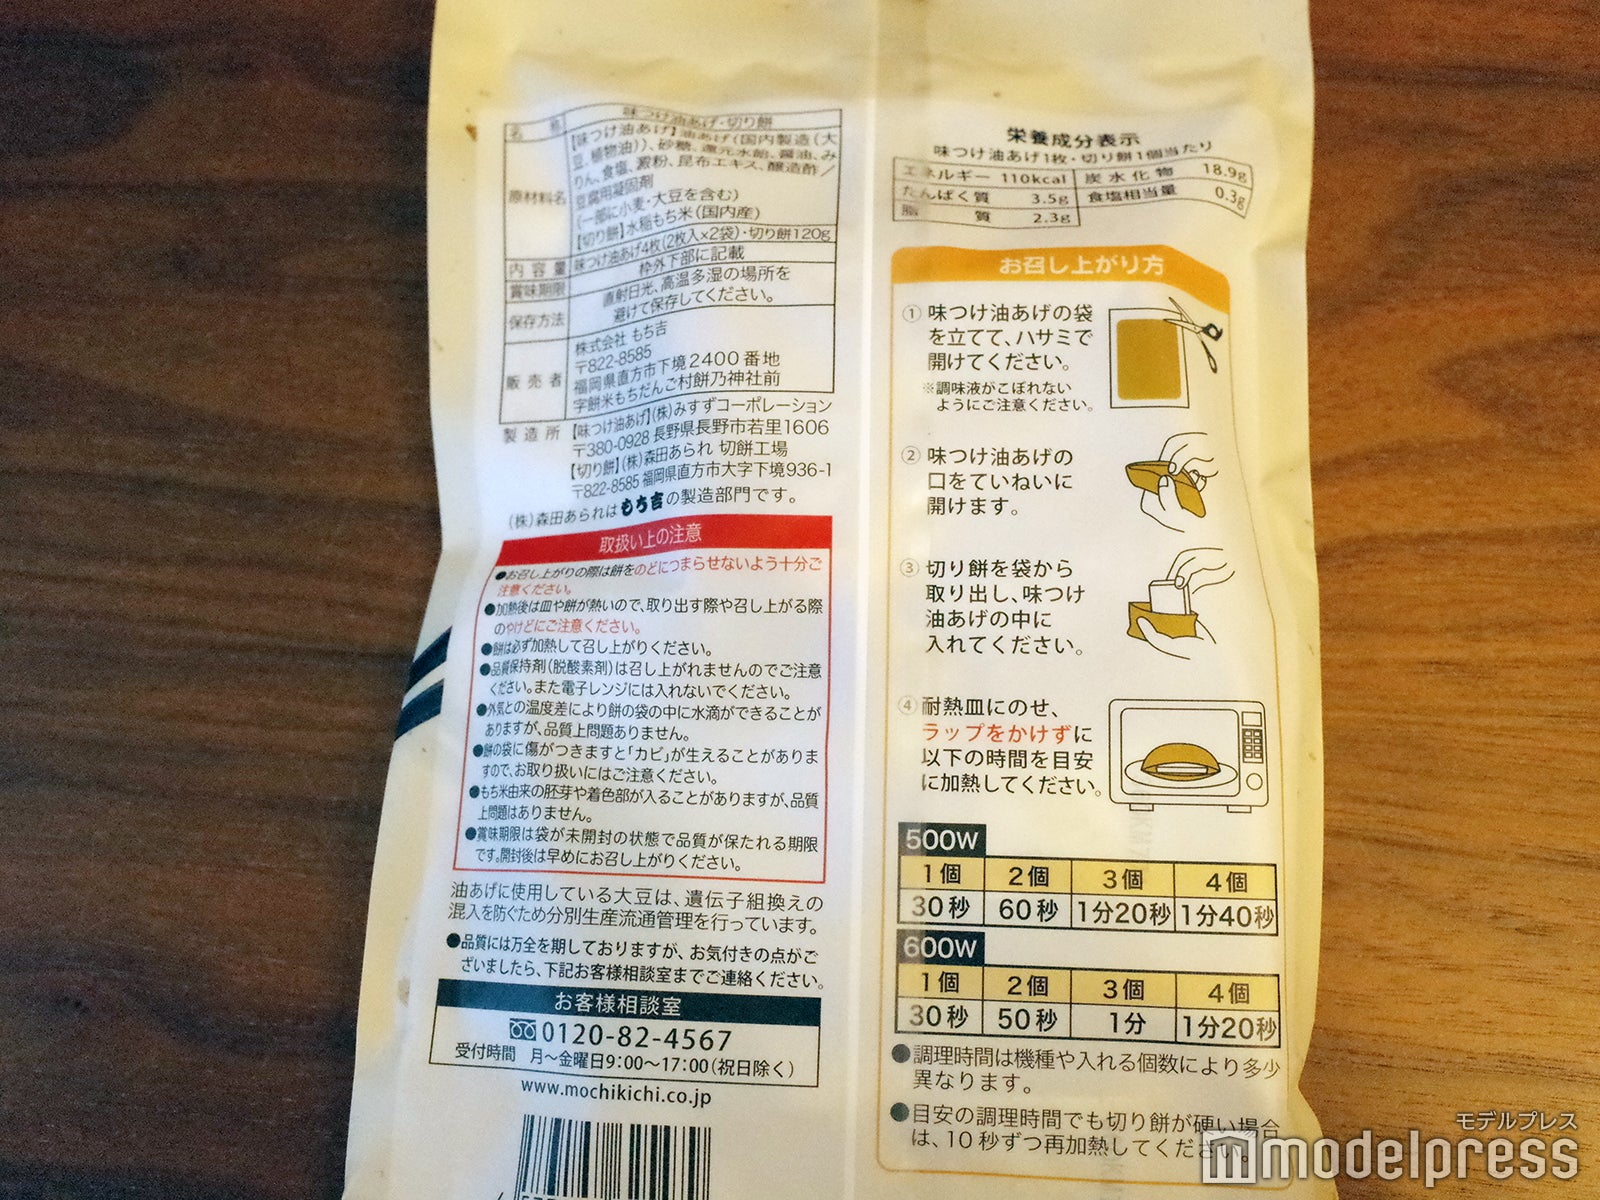 名称
味つけ油あげ・切り餅
原材料名
【味つけ油あげ】油あげ(国内製造(大
豆、植物油))、砂糖、還元水飴、醤油、み
りん、食塩、澱粉、昆布エキス、醸造酢/
豆腐用凝固剤
(一部に小麦・大豆を含む)
【切り餅】水稲もち米(国内産)
内容量
味つけ油あげ4枚(2枚入×2袋)・切り餅120g
賞味期限
枠外下部に記載
保存方法
直射日光、高温多湿の場所を
避けて保存してください。
販売者
株式会社 もち吉
〒822-8585
福岡県直方市下境2400番地
字餅米もちだんご村餅乃神社前
製造所
【味つけ油あげ】(株)みすずコーポレーション
〒380-0928 長野県長野市若里1606
【切り餅】(株)森田あられ 切餅工場
〒822-8585 福岡県直方市大字下境936-1
(株)森田あられはもち吉の製造部門です。
取扱い上の注意
●お召し上がりの際は餅をのどにつまらせないよう十分ご
注意ください。
●加熱後は皿や餅が熱いので、取り出す際や召し上がる際
のやけどにご注意ください。
●餅は必ず加熱して召し上がりください。
●品質保持剤(脱酸素剤)は召し上がれませんのでご注意
ください。また電子レンジには入れないでください。
●外気との温度差により餅の袋の中に水滴ができることが
ありますが、品質上問題ありません。
●餅の袋に傷がつきますと「カビ」が生えることがありま
すので、お取り扱いにはご注意ください。
●もち米由来の胚芽や着色部が入ることがありますが、品質
上問題はありません。
●賞味期限は袋が未開封の状態で品質が保たれる期限
です。開封後は早めにお召し上がりください。
油あげに使用している大豆は、遺伝子組換えの
混入を防ぐため分別生産流通管理を行っています。
●品質には万全を期しておりますが、お気付きの点がご
ざいましたら、下記お客様相談室までご連絡ください。
お客様相談室
0120-82-4567
受付時間 月〜金曜日9:00〜17:00(祝日除く)
www.mochikichi.co.jp
栄養成分表示
味つけ油あげ1枚・切り餅1個当たり
エネルギー 110kcal 炭水化物 18.9g
たんぱく質 3.5g 食塩相当量 0.3g
脂質 2.3g
お召し上がり方
① 味つけ油あげの袋
を立てて、ハサミで
開けてください。
※調味液がこぼれない
ようにご注意ください。
② 味つけ油あげの
口をていねいに
開けます。
③ 切り餅を袋から
取り出し、味つけ
油あげの中に
入れてください。
④ 耐熱皿にのせ、
ラップをかけずに
以下の時間を目安
に加熱してください。
500W
1個 2個 3個 4個
30秒 60秒 1分20秒 1分40秒
600W
1個 2個 3個 4個
30秒 50秒 1分 1分20秒
●調理時間は機種や入れる個数により多少
異なります。
●目安の調理時間でも切り餅が硬い場合
は、10秒ずつ再加熱してください。
モデルプレス
modelpress